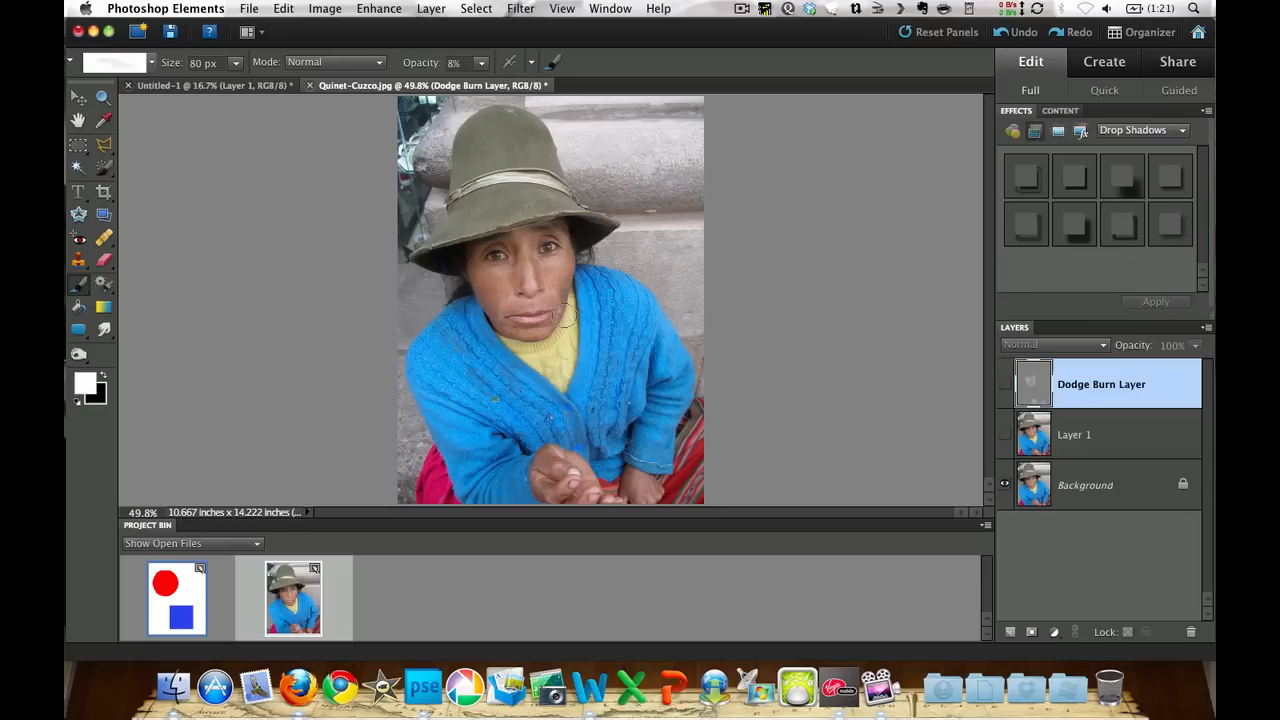 Photoshop Elements File Edit Image Enhance Layer Select Filter View Window Help (1:21)
Reset Panels Undo Redo Organizer
Size: 80 px Mode: Normal Opacity: 8%
Edit Create Share
Untitled-1 @ 16.7% (Layer 1, RGB/8) * Quinet-Cuzco.jpg @ 49.8% (Dodge Burn Layer, RGB/8) *
Full Quick Guided
EFFECTS CONTENT
Drop Shadows
Apply
LAYERS
Normal Opacity: 100%
Dodge Burn Layer
Layer 1
Background
49.8% 10.667 inches x 14.222 inches (...
PROJECT BIN
Show Open Files
Lock:
pse
Virgin
mobile